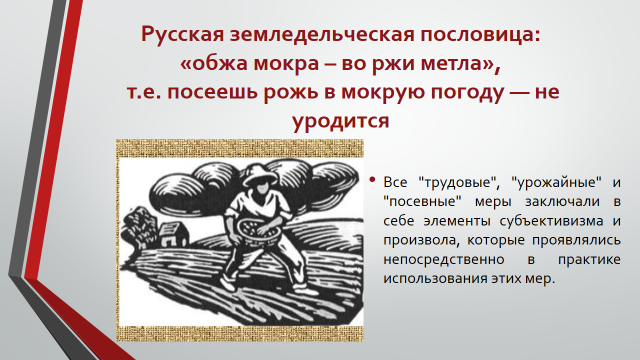 Русская земледельческая пословица:
«обжа мокра – во ржи метла»,
т.е. посеешь рожь в мокрую погоду — не
уродится
Все "трудовые", "урожайные" и
"посевные" меры заключали в
себе элементы субъективизма и
произвола, которые проявлялись
непосредственно в практике
использования этих мер.